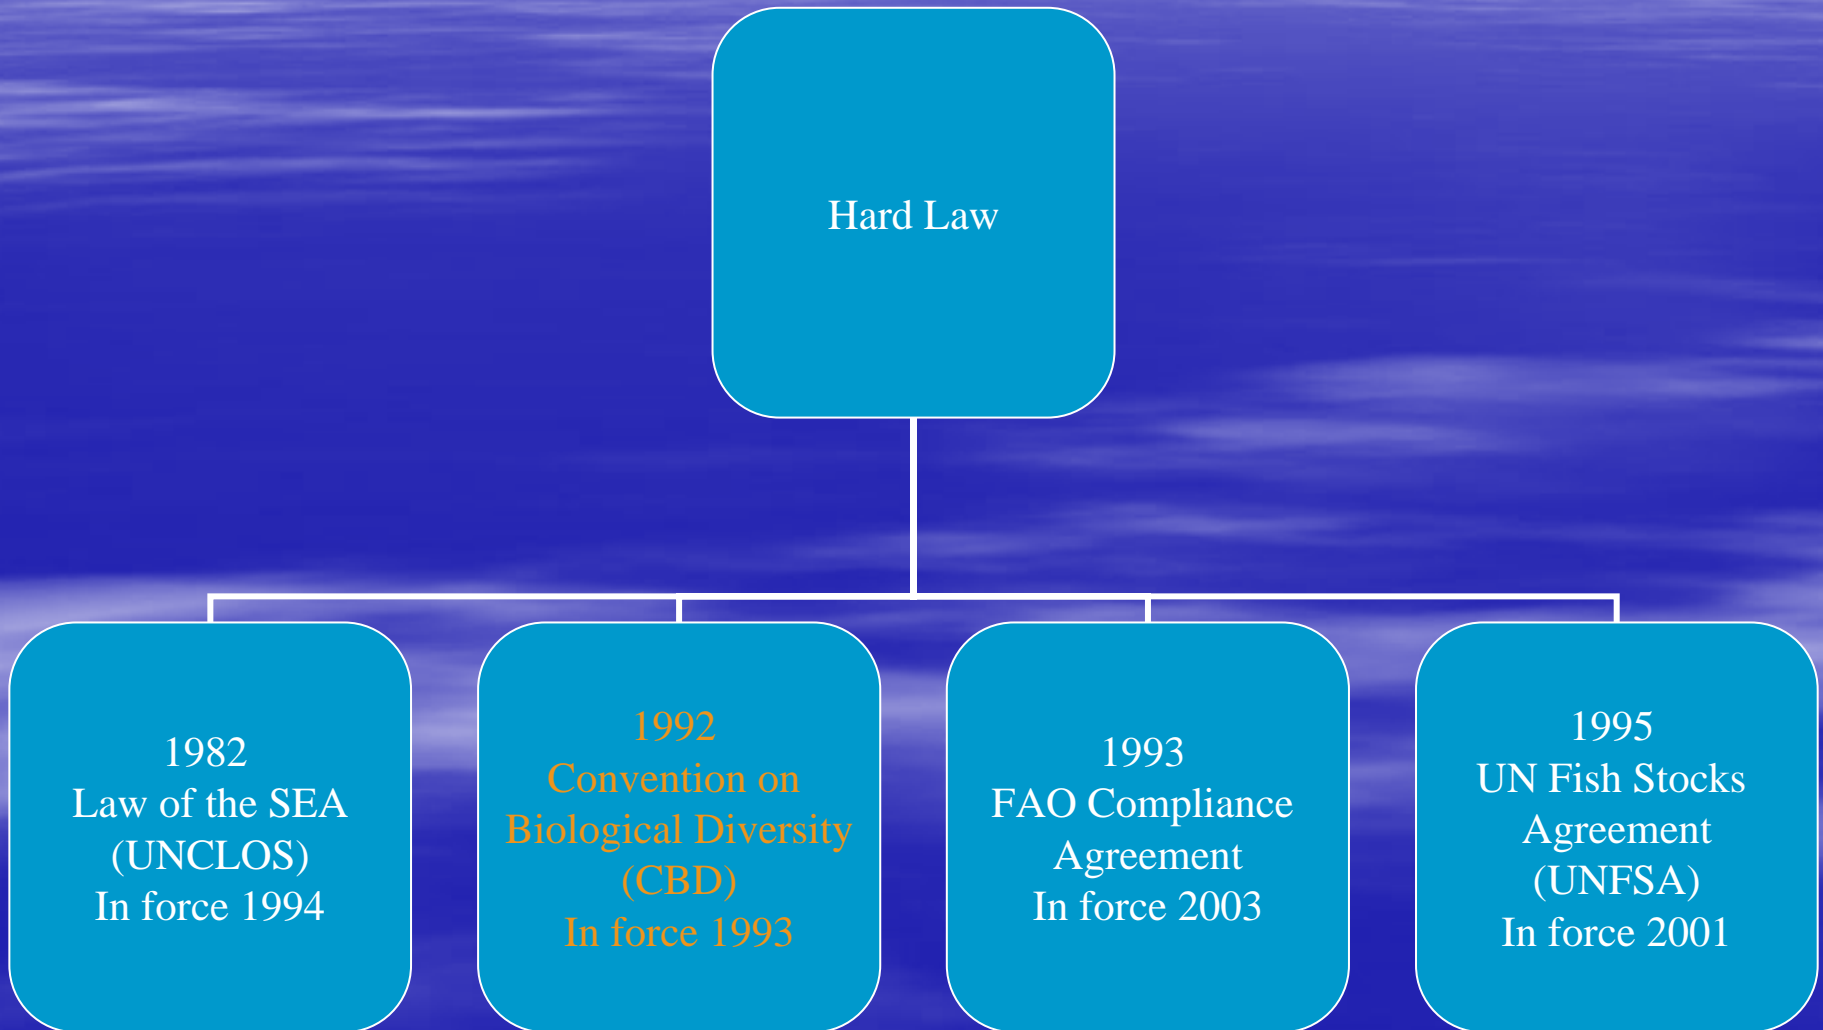 Hard Law
1982
Law of the SEA
(UNCLOS)
In force 1994
1992
Convention on
Biological Diversity
(CBD)
In force 1993
1993
FAO Compliance
Agreement
In force 2003
1995
UN Fish Stocks
Agreement
(UNFSA)
In force 2001